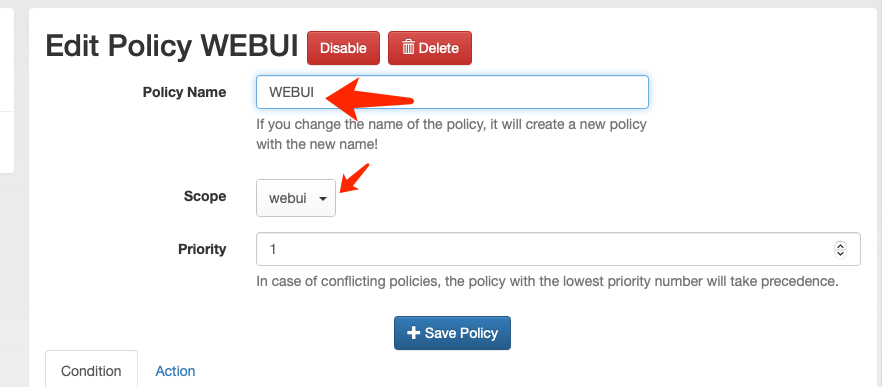 Edit Policy WEBUI Disable Delete
Policy Name WEBUI
If you change the name of the policy, it will create a new policy
with the new name!
Scope webui
Priority 1
In case of conflicting policies, the policy with the lowest priority number will take precedence.
Save Policy
Condition Action